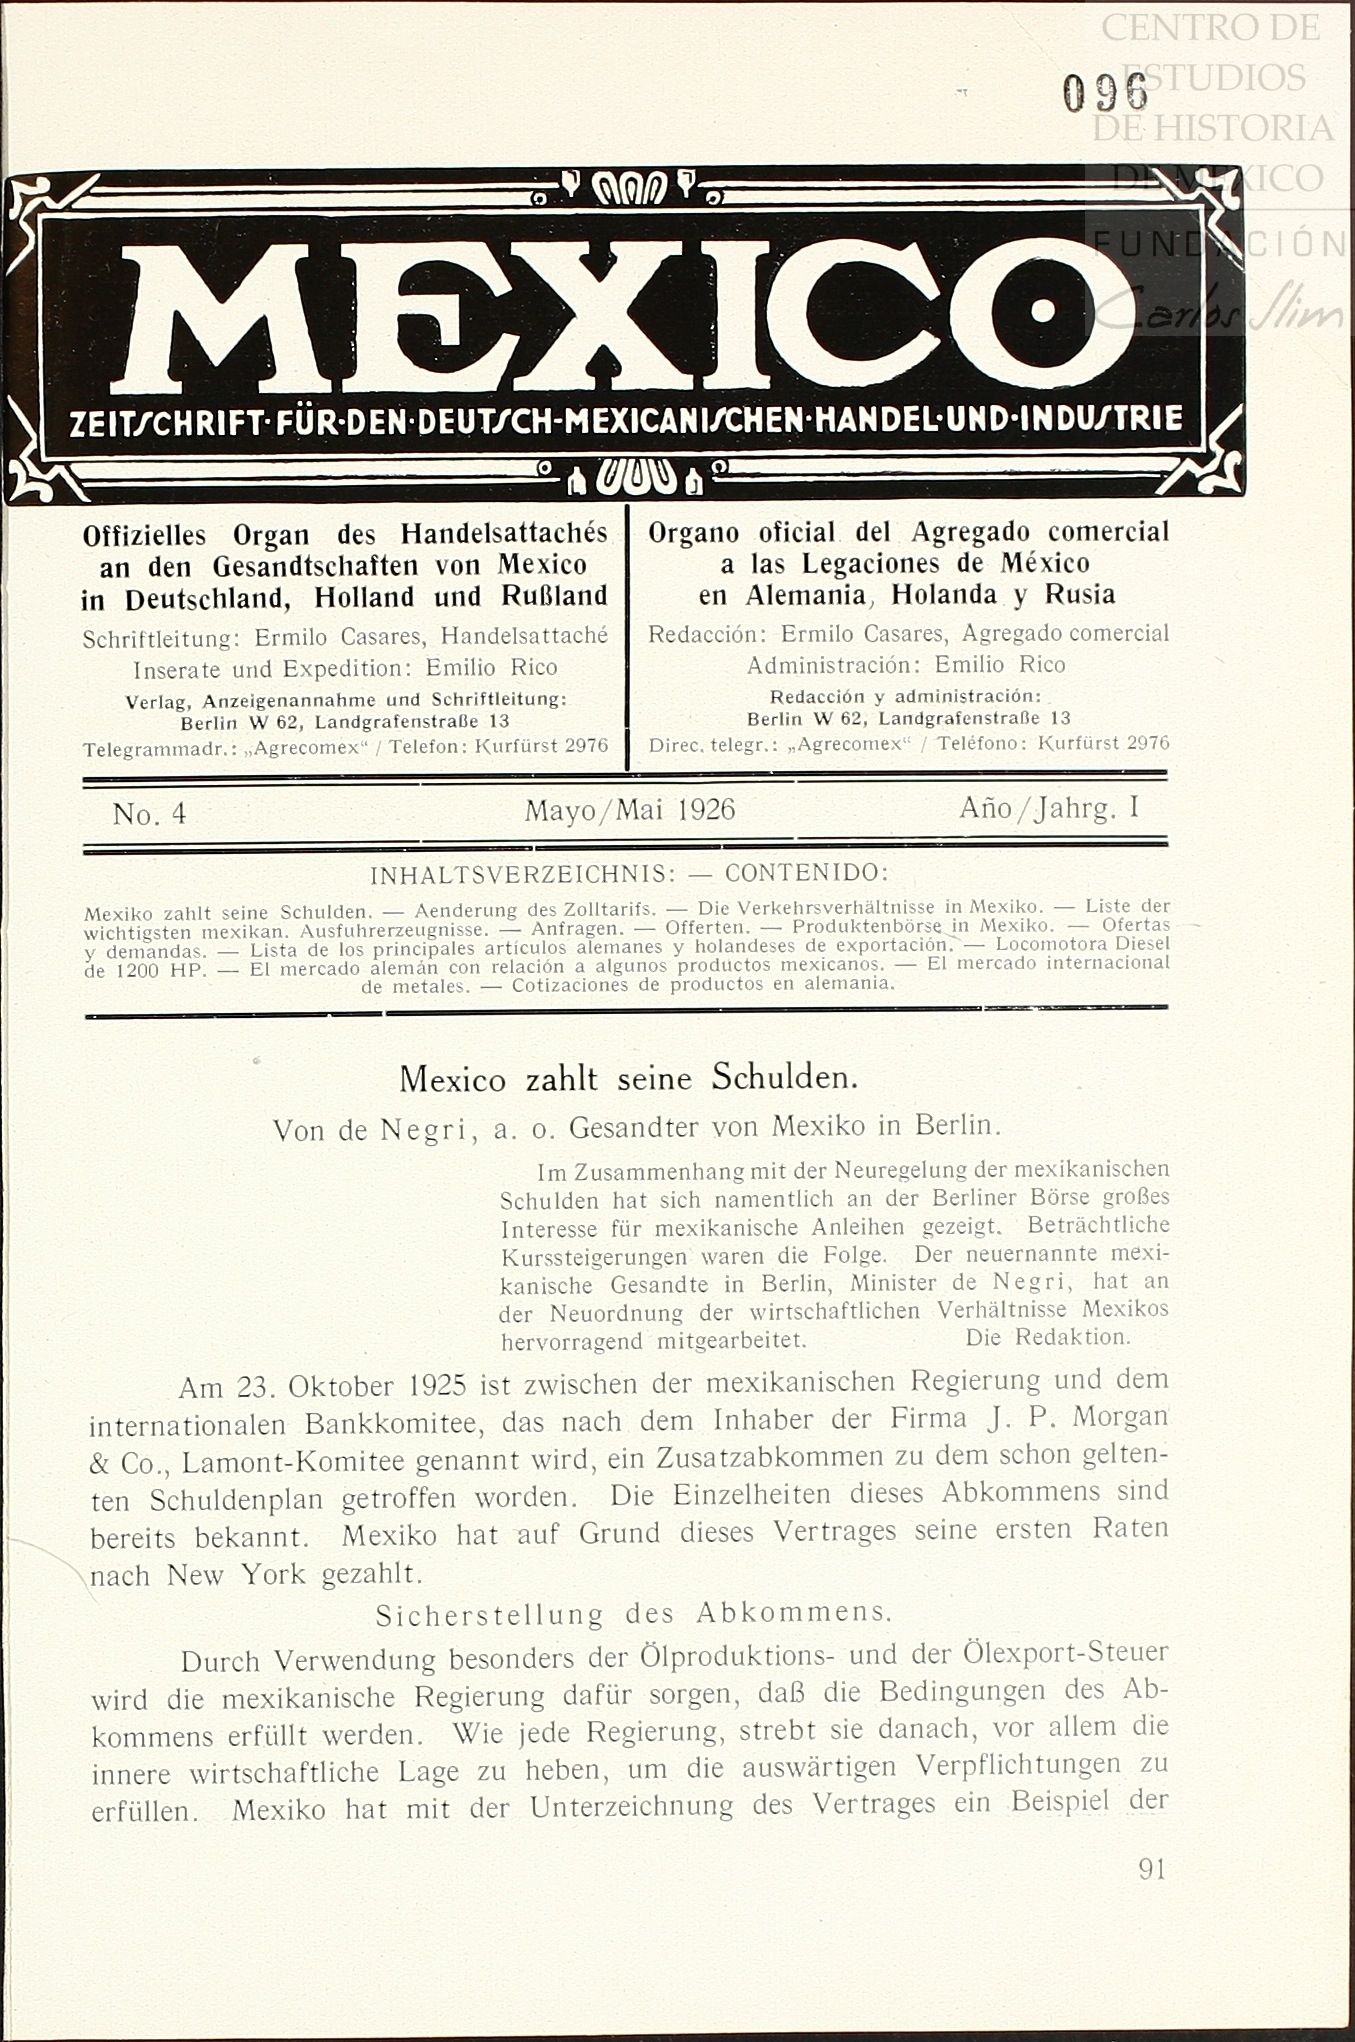 CENTRO DE
ESTUDIOS
DE HISTORIA
DE MEXICO
FUNDACIÓN
Carlos Slim
096
MEXICO
ZEITSCHRIFT·FÜR·DEN·DEUTSCH-MEXICANISCHEN·HANDEL·UND·INDUSTRIE
Offizielles Organ des Handelsattachés
an den Gesandtschaften von Mexico
in Deutschland, Holland und Rußland
Schriftleitung: Ermilo Casares, Handelsattaché
Inserate und Expedition: Emilio Rico
Verlag, Anzeigenannahme und Schriftleitung:
Berlin W 62, Landgrafenstraße 13
Telegrammadr.: „Agrecomex“ / Telefon: Kurfürst 2976
Organo oficial del Agregado comercial
a las Legaciones de México
en Alemania, Holanda y Rusia
Redacción: Ermilo Casares, Agregado comercial
Administración: Emilio Rico
Redacción y administración:
Berlin W 62, Landgrafenstraße 13
Direc. telegr.: „Agrecomex“ / Teléfono: Kurfürst 2976
No. 4 Mayo/Mai 1926 Año/Jahrg. I
INHALTSVERZEICHNIS: — CONTENIDO:
Mexiko zahlt seine Schulden. — Aenderung des Zolltarifs. — Die Verkehrsverhältnisse in Mexiko. — Liste der
wichtigsten mexikan. Ausfuhrerzeugnisse. — Anfragen. — Offerten. — Produktenbörse in Mexiko. — Ofertas
y demandas. — Lista de los principales artículos alemanes y holandeses de exportación. — Locomotora Diesel
de 1200 HP. — El mercado alemán con relación a algunos productos mexicanos. — El mercado internacional
de metales. — Cotizaciones de productos en alemania.
Mexico zahlt seine Schulden.
Von de Negri, a. o. Gesandter von Mexiko in Berlin.
Im Zusammenhang mit der Neuregelung der mexikanischen
Schulden hat sich namentlich an der Berliner Börse großes
Interesse für mexikanische Anleihen gezeigt. Beträchtliche
Kurssteigerungen waren die Folge. Der neuernannte mexi-
kanische Gesandte in Berlin, Minister de Negri, hat an
der Neuordnung der wirtschaftlichen Verhältnisse Mexikos
hervorragend mitgearbeitet. Die Redaktion.
Am 23. Oktober 1925 ist zwischen der mexikanischen Regierung und dem
internationalen Bankkomitee, das nach dem Inhaber der Firma J. P. Morgan
& Co., Lamont-Komitee genannt wird, ein Zusatzabkommen zu dem schon gelten-
ten Schuldenplan getroffen worden. Die Einzelheiten dieses Abkommens sind
bereits bekannt. Mexiko hat auf Grund dieses Vertrages seine ersten Raten
nach New York gezahlt.
Sicherstellung des Abkommens.
Durch Verwendung besonders der Ölproduktions- und der Ölexport-Steuer
wird die mexikanische Regierung dafür sorgen, daß die Bedingungen des Ab-
kommens erfüllt werden. Wie jede Regierung, strebt sie danach, vor allem die
innere wirtschaftliche Lage zu heben, um die auswärtigen Verpflichtungen zu
erfüllen. Mexiko hat mit der Unterzeichnung des Vertrages ein Beispiel der
91